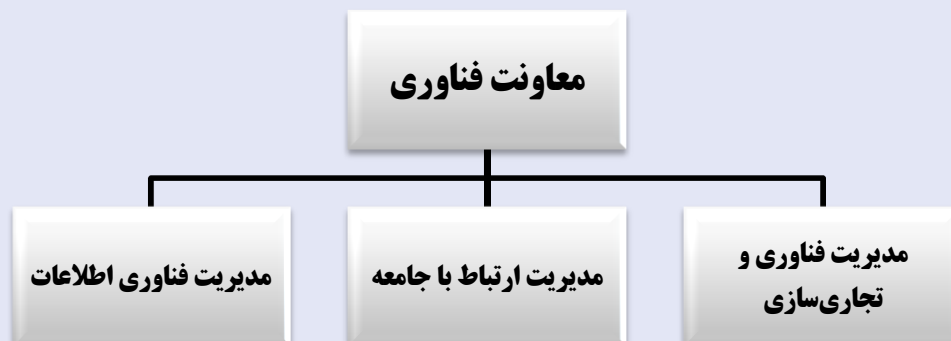 معاونت فناوری
مدیریت فناوری و
تجاری‌سازی
مدیریت ارتباط با جامعه
مدیریت فناوری اطلاعات